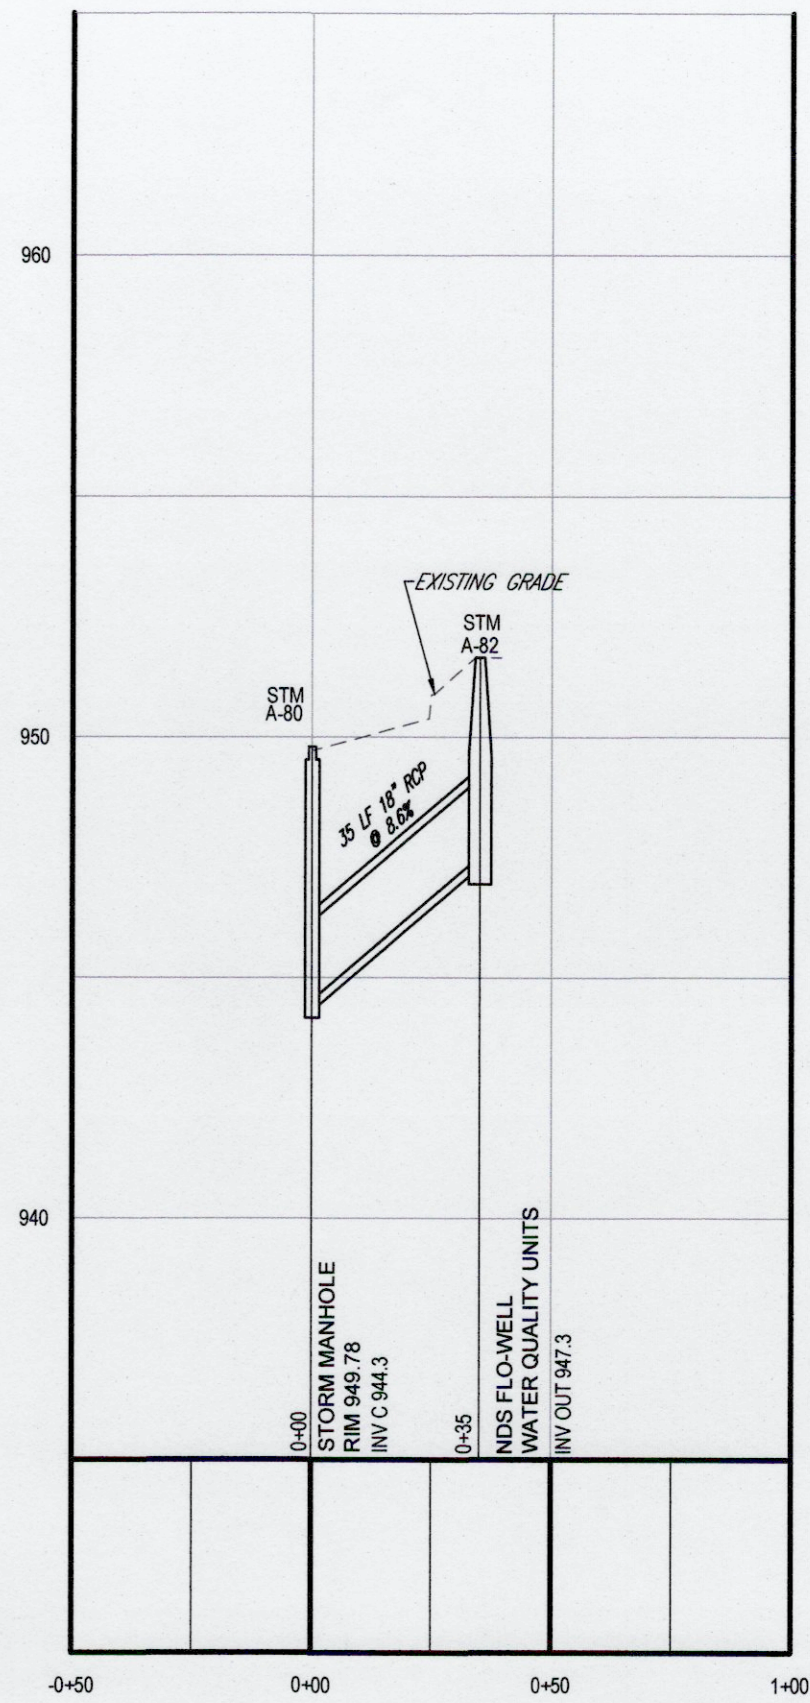 960
EXISTING GRADE
STM
A-82
STM
A-80
950
35 LF 18" RCP
@ 8.6%
940
0+00
STORM MANHOLE
RIM 949.78
INV C 944.3
0+35
NDS FLO-WELL
WATER QUALITY UNITS
INV OUT 947.3
-0+50
0+00
0+50
1+00